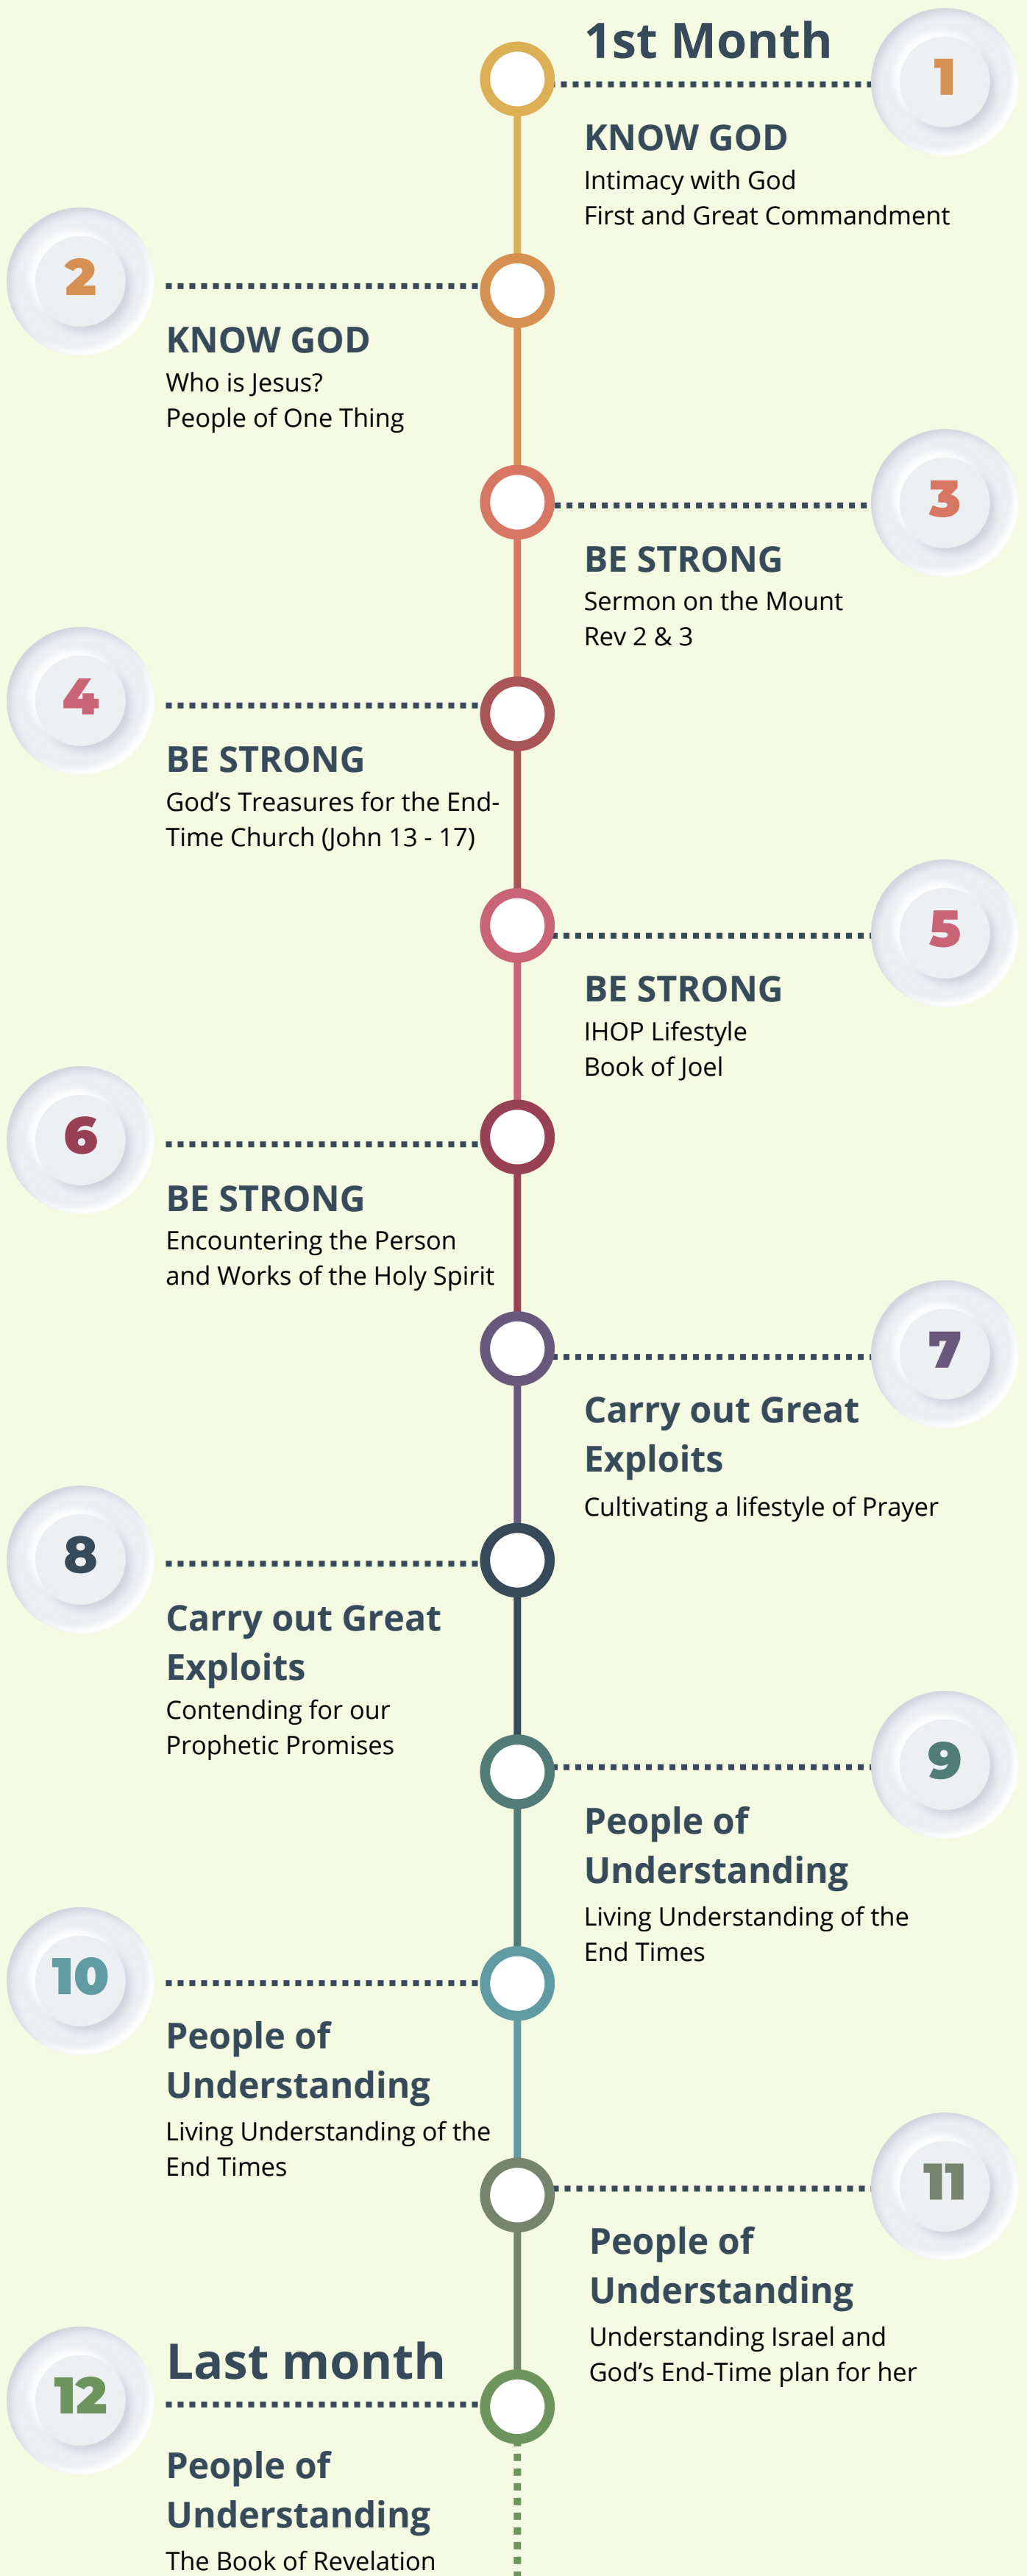 1st Month
1
KNOW GOD
Intimacy with God
First and Great Commandment
2
KNOW GOD
Who is Jesus?
People of One Thing
3
BE STRONG
Sermon on the Mount
Rev 2 & 3
4
BE STRONG
God’s Treasures for the End-
Time Church (John 13 - 17)
5
BE STRONG
IHOP Lifestyle
Book of Joel
6
BE STRONG
Encountering the Person
and Works of the Holy Spirit
7
Carry out Great
Exploits
Cultivating a lifestyle of Prayer
8
Carry out Great
Exploits
Contending for our
Prophetic Promises
9
People of
Understanding
Living Understanding of the
End Times
10
People of
Understanding
Living Understanding of the
End Times
11
People of
Understanding
Understanding Israel and
God’s End-Time plan for her
Last month
12
People of
Understanding
The Book of Revelation